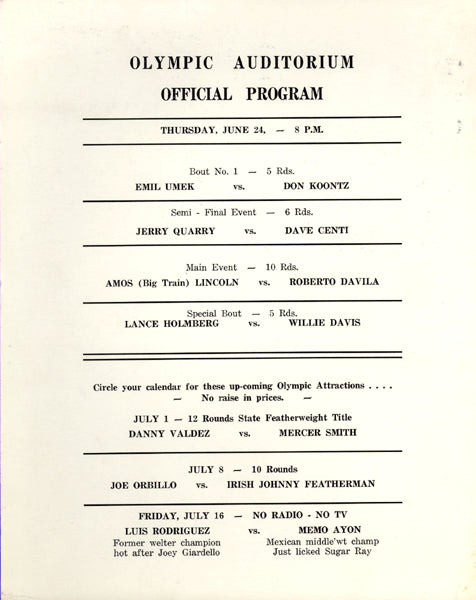 OLYMPIC AUDITORIUM
OFFICIAL PROGRAM
THURSDAY, JUNE 24, — 8 P.M.
Bout No. 1 — 5 Rds.
EMIL UMEK vs. DON KOONTZ
Semi - Final Event — 6 Rds.
JERRY QUARRY vs. DAVE CENTI
Main Event — 10 Rds.
AMOS (Big Train) LINCOLN vs. ROBERTO DAVILA
Special Bout — 5 Rds.
LANCE HOLMBERG vs. WILLIE DAVIS
Circle your calendar for these up-coming Olympic Attractions . . . .
— No raise in prices. —
JULY 1 — 12 Rounds State Featherweight Title
DANNY VALDEZ vs. MERCER SMITH
JULY 8 — 10 Rounds
JOE ORBILLO vs. IRISH JOHNNY FEATHERMAN
FRIDAY, JULY 16 — NO RADIO - NO TV
LUIS RODRIGUEZ vs. MEMO AYON
Former welter champion Mexican middle'wt champ
hot after Joey Giardello Just licked Sugar Ray